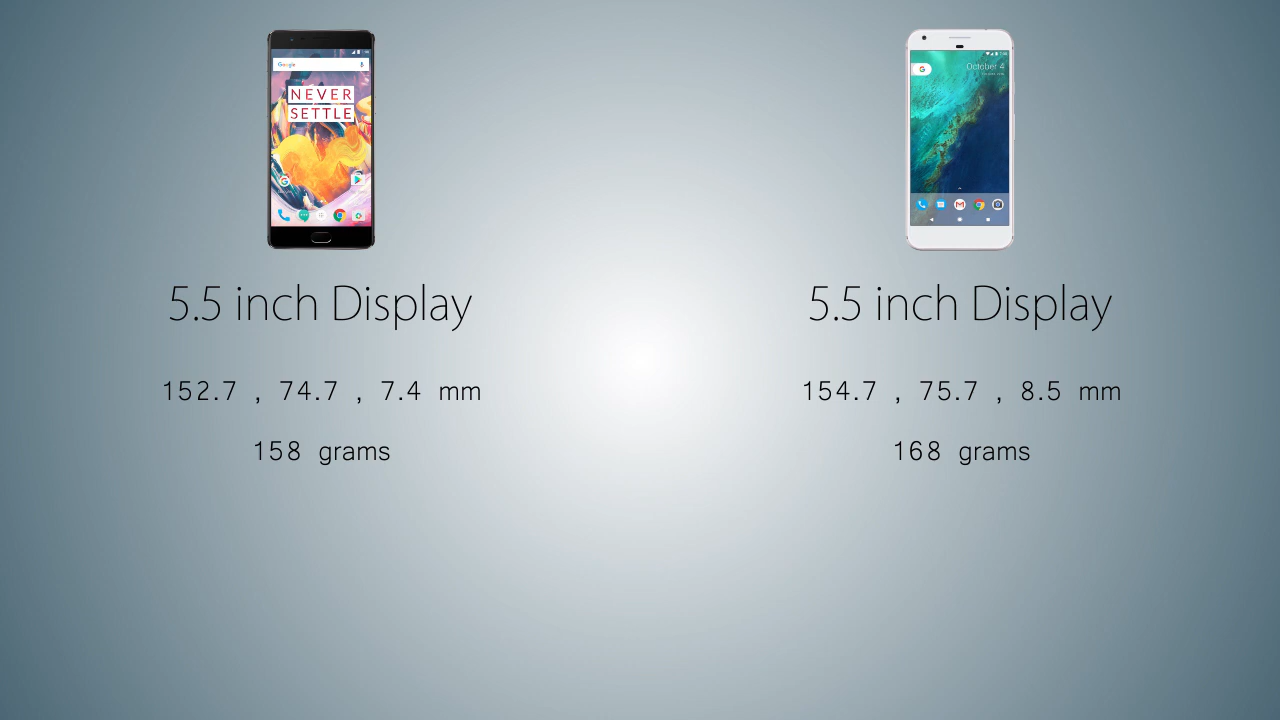 Google
NEVER
SETTLE
5.5 inch Display
152.7 , 74.7 , 7.4 mm
158 grams
G
October 4
5.5 inch Display
154.7 , 75.7 , 8.5 mm
168 grams